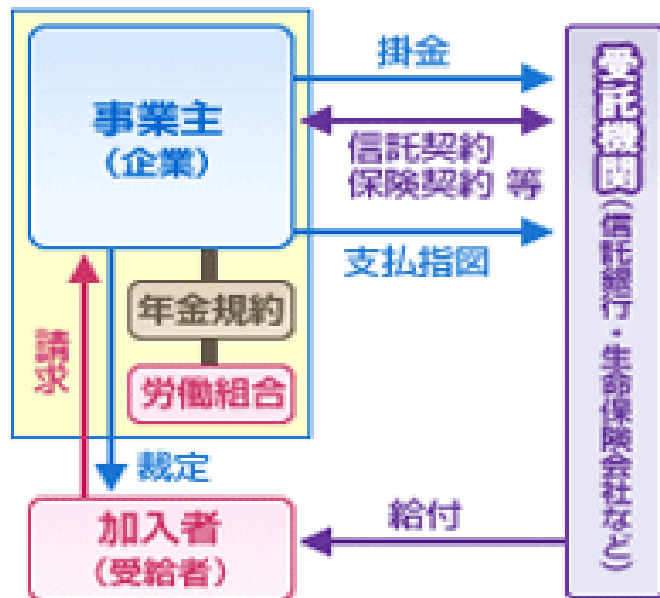 掛金
事業主
(企業)
信託契約
保険契約 等
支払指図
年金規約
労働組合
請求
裁定
加入者
(受給者)
給付
受託機関(信託銀行・生命保険会社など)